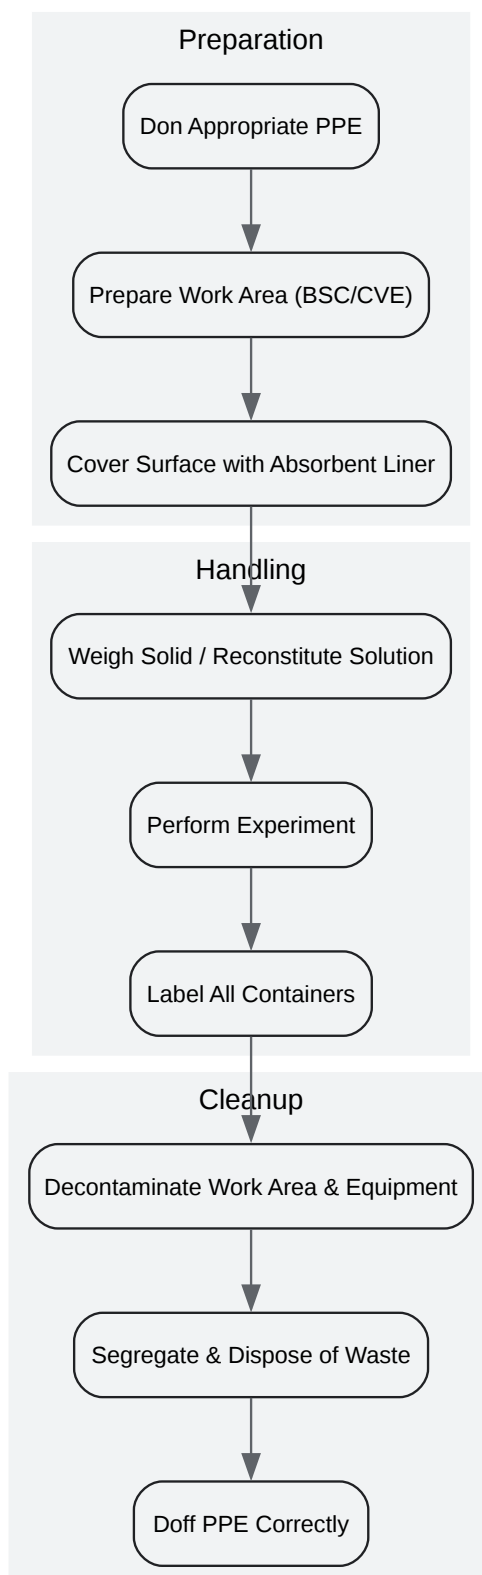 Preparation
Don Appropriate PPE
Prepare Work Area (BSC/CVE)
Cover Surface with Absorbent Liner
Handling
Weigh Solid / Reconstitute Solution
Perform Experiment
Label All Containers
Cleanup
Decontaminate Work Area & Equipment
Segregate & Dispose of Waste
Doff PPE Correctly